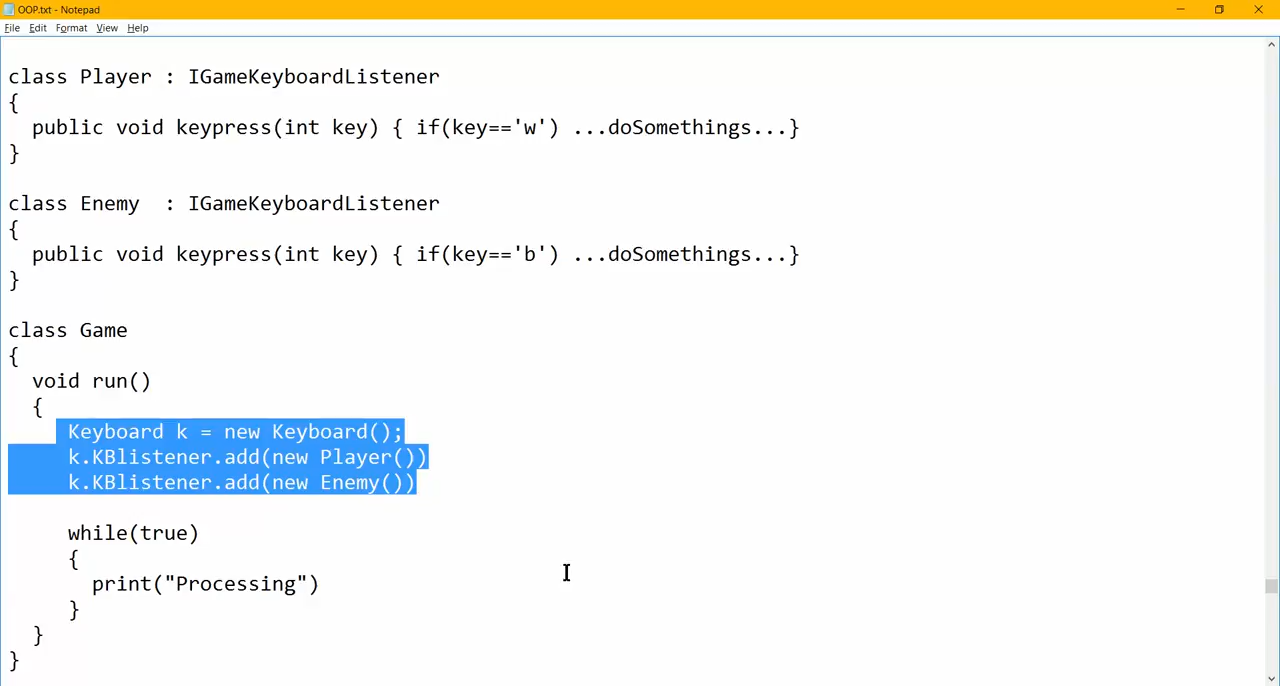 OOP.txt - Notepad
File Edit Format View Help
class Player : IGameKeyboardListener
{
  public void keypress(int key) { if(key=='w') ...doSomethings...}
}
class Enemy  : IGameKeyboardListener
{
  public void keypress(int key) { if(key=='b') ...doSomethings...}
}
class Game
{
  void run()
  {
     Keyboard k = new Keyboard();
     k.KBlistener.add(new Player())
     k.KBlistener.add(new Enemy())
     while(true)
     {
       print("Processing")
     }
  }
}